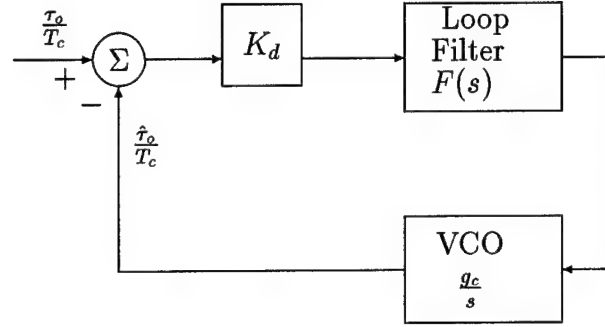 τ_o/T_c
+
−
Σ
K_d
Loop
Filter
F(s)
τ̂_o/T_c
VCO
g_c/s